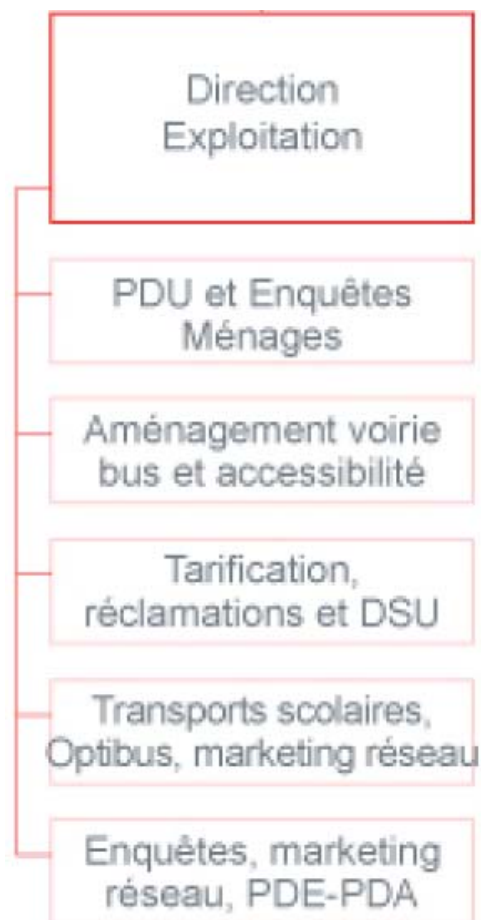 Direction
Exploitation
PDU et Enquêtes
Ménages
Aménagement voirie
bus et accessibilité
Tarification,
réclamations et DSU
Transports scolaires,
Optibus, marketing réseau
Enquêtes, marketing
réseau, PDE-PDA